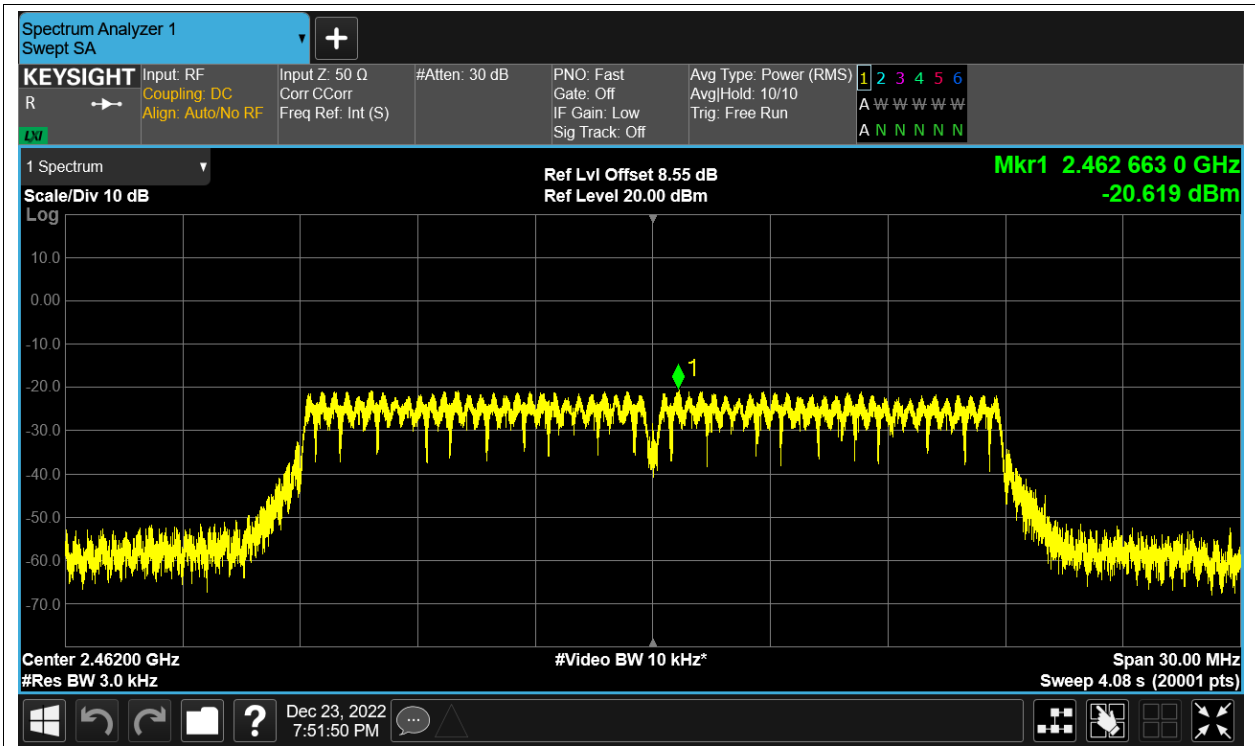 Spectrum Analyzer 1
Swept SA
▼
+
KEYSIGHT
R
LXI
Input: RF
Coupling: DC
Align: Auto/No RF
Input Z: 50 Ω
Corr CCorr
Freq Ref: Int (S)
#Atten: 30 dB
PNO: Fast
Gate: Off
IF Gain: Low
Sig Track: Off
Avg Type: Power (RMS)
Avg|Hold: 10/10
Trig: Free Run
1 2 3 4 5 6
A W W W W W
A N N N N N
1 Spectrum ▼
Scale/Div 10 dB
Ref Lvl Offset 8.55 dB
Ref Level 20.00 dBm
Mkr1 2.462 663 0 GHz
-20.619 dBm
Log
10.0
0.00
-10.0
1
-20.0
-30.0
-40.0
-50.0
-60.0
-70.0
Center 2.46200 GHz
#Res BW 3.0 kHz
#Video BW 10 kHz*
Span 30.00 MHz
Sweep 4.08 s (20001 pts)
?
Dec 23, 2022
7:51:50 PM